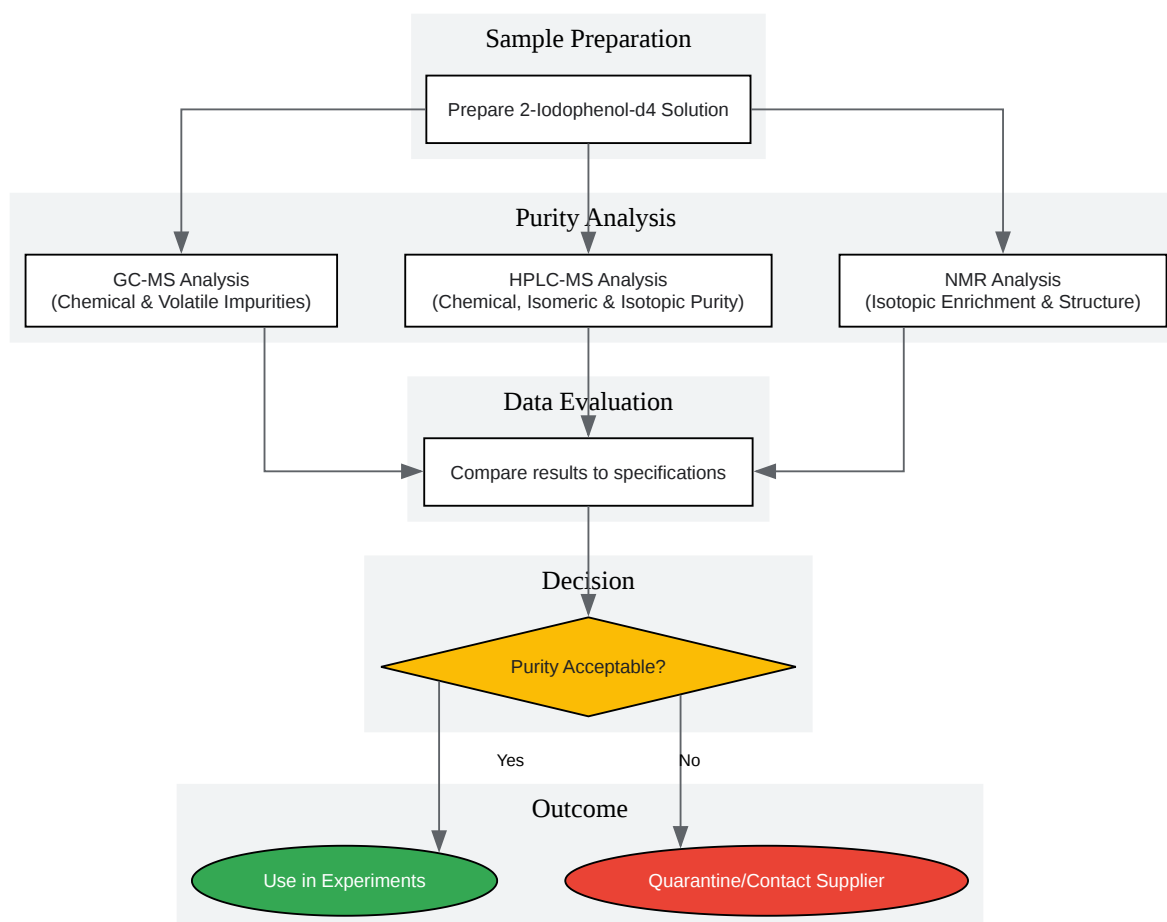 Sample Preparation
Prepare 2-Iodophenol-d4 Solution
Purity Analysis
GC-MS Analysis
(Chemical & Volatile Impurities)
HPLC-MS Analysis
(Chemical, Isomeric & Isotopic Purity)
NMR Analysis
(Isotopic Enrichment & Structure)
Data Evaluation
Compare results to specifications
Decision
Purity Acceptable?
Yes
No
Outcome
Use in Experiments
Quarantine/Contact Supplier